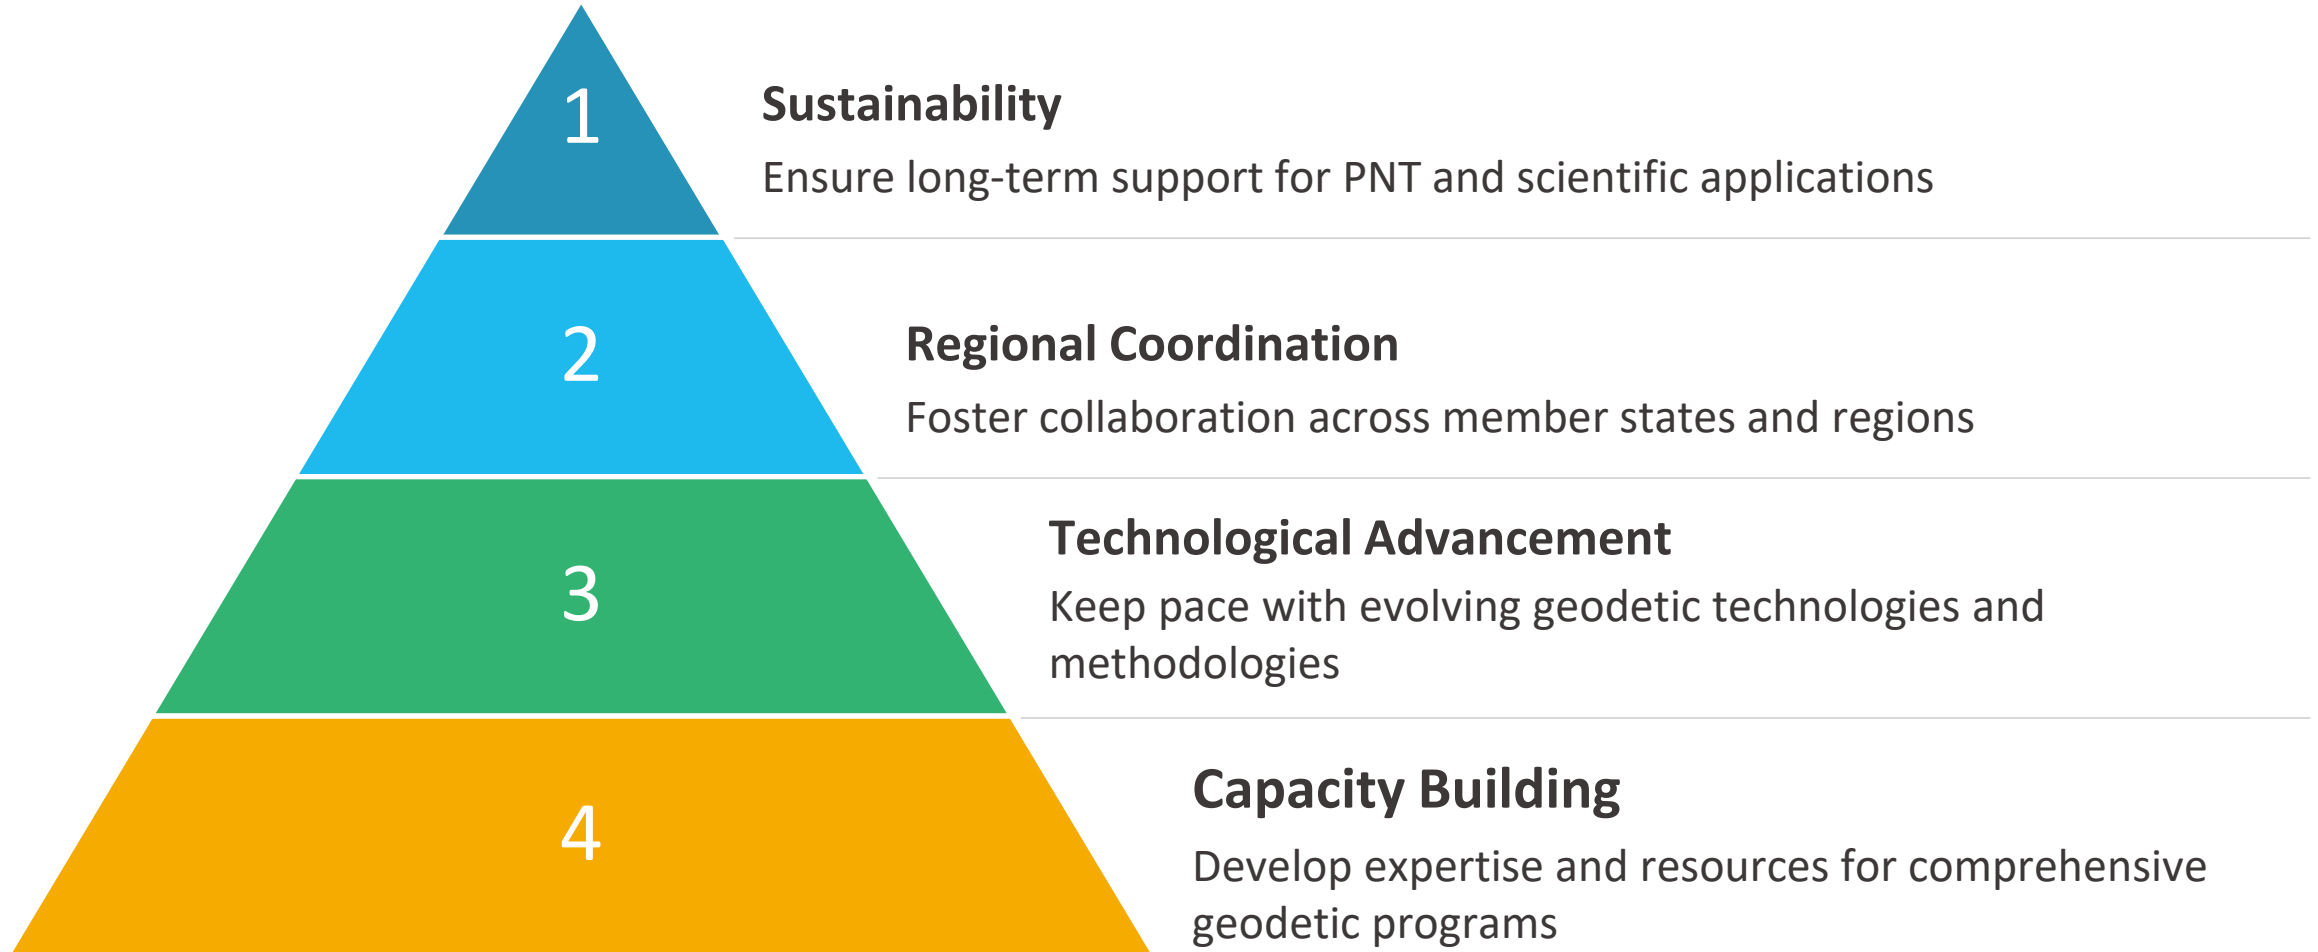 1
Sustainability
Ensure long-term support for PNT and scientific applications
2
Regional Coordination
Foster collaboration across member states and regions
3
Technological Advancement
Keep pace with evolving geodetic technologies and
methodologies
4
Capacity Building
Develop expertise and resources for comprehensive
geodetic programs